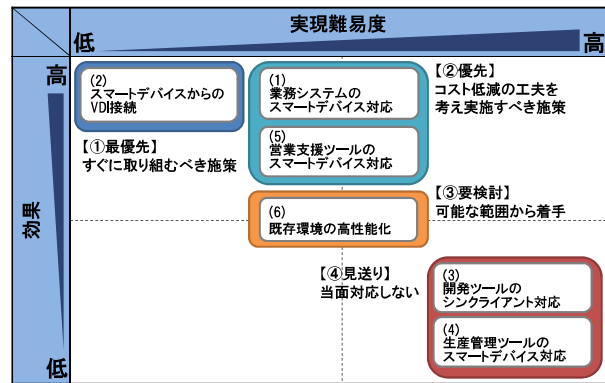 実現難易度
低
高
効果
高
低
(2)
スマートデバイスからの
VDI接続
【①最優先】
すぐに取り組むべき施策
(1)
業務システムの
スマートデバイス対応
(5)
営業支援ツールの
スマートデバイス対応
【②優先】
コスト低減の工夫を
考え実施すべき施策
(6)
既存環境の高性能化
【③要検討】
可能な範囲から着手
【④見送り】
当面対応しない
(3)
開発ツールの
シンクライアント対応
(4)
生産管理ツールの
スマートデバイス対応